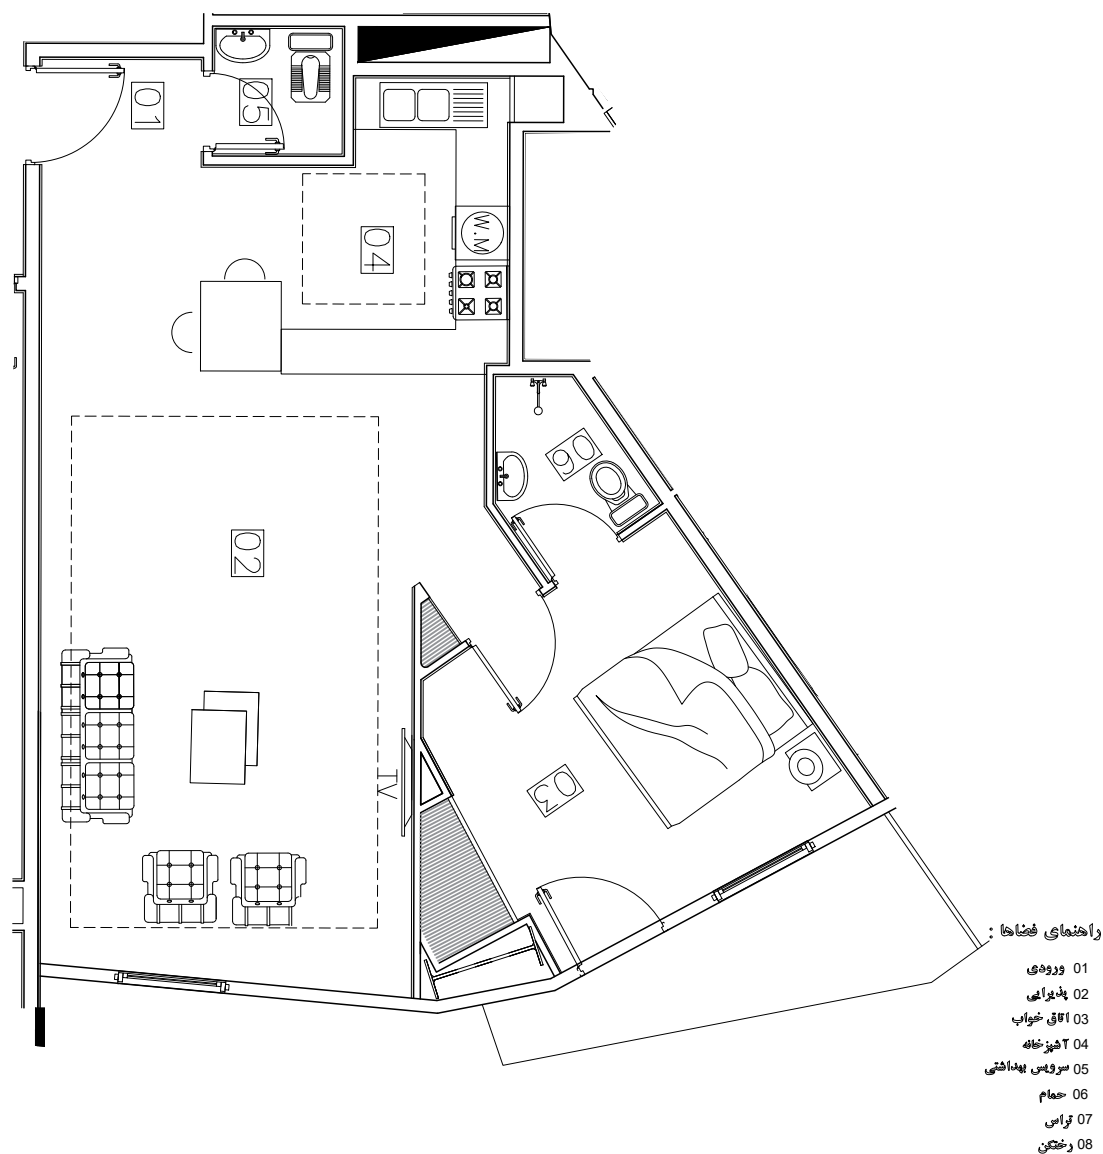 01
05
W.M
04
06
02
TV
03
راهنمای فضاها :
01 ورودی
02 پذیرایی
03 اتاق خواب
04 آشپزخانه
05 سرویس بهداشتی
06 حمام
07 تراس
08 رختکن